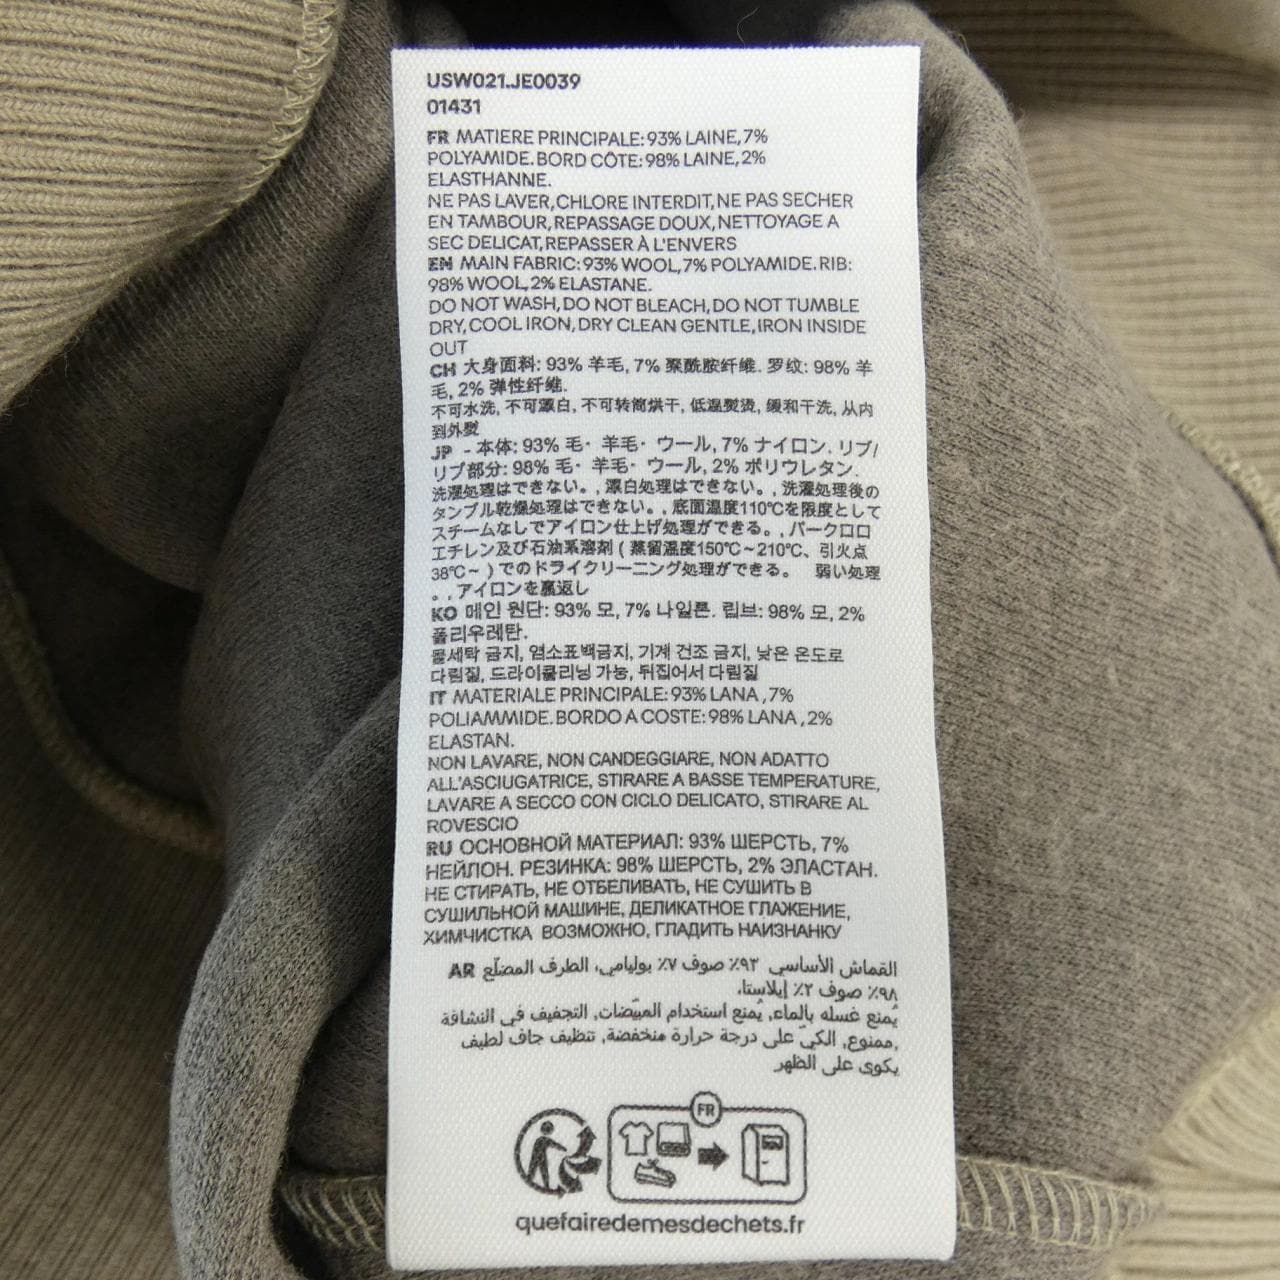 USW021.JE0039
01431
FR MATIERE PRINCIPALE: 93% LAINE, 7%
POLYAMIDE. BORD CÔTE: 98% LAINE, 2%
ELASTHANNE.
NE PAS LAVER, CHLORE INTERDIT, NE PAS SECHER
EN TAMBOUR, REPASSAGE DOUX, NETTOYAGE A
SEC DELICAT, REPASSER À L'ENVERS
EN MAIN FABRIC: 93% WOOL, 7% POLYAMIDE. RIB:
98% WOOL, 2% ELASTANE.
DO NOT WASH, DO NOT BLEACH, DO NOT TUMBLE
DRY, COOL IRON, DRY CLEAN GENTLE, IRON INSIDE
OUT
CH 大身面料: 93% 羊毛, 7% 聚酰胺纤维. 罗纹: 98% 羊
毛, 2% 弹性纤维.
不可水洗, 不可漂白, 不可转筒烘干, 低温熨烫, 缓和干洗, 从内
到外熨
JP - 本体: 93% 毛・ 羊毛・ ウール, 7% ナイロン. リブ/
リブ部分: 98% 毛・ 羊毛・ ウール, 2% ポリウレタン.
洗濯処理はできない。, 漂白処理はできない。, 洗濯処理後の
タンブル乾燥処理はできない。, 底面温度110℃を限度として
スチームなしでアイロン仕上げ処理ができる。, パークロロ
エチレン及び石油系溶剤 ( 蒸留温度150℃～210℃、引火点
38℃～ ) でのドライクリーニング処理ができる。 弱い処理
。, アイロンを裏返し
KO 메인 원단: 93% 모, 7% 나일론. 립브: 98% 모, 2%
폴리우레탄.
물세탁 금지, 염소표백금지, 기계 건조 금지, 낮은 온도로
다림질, 드라이클리닝 가능, 뒤집어서 다림질
IT MATERIALE PRINCIPALE: 93% LANA , 7%
POLIAMMIDE. BORDO A COSTE: 98% LANA , 2%
ELASTAN.
NON LAVARE, NON CANDEGGIARE, NON ADATTO
ALL'ASCIUGATRICE, STIRARE A BASSE TEMPERATURE,
LAVARE A SECCO CON CICLO DELICATO, STIRARE AL
ROVESCIO
RU ОСНОВНОЙ МАТЕРИАЛ: 93% ШЕРСТЬ, 7%
НЕЙЛОН. РЕЗИНКА: 98% ШЕРСТЬ, 2% ЭЛАСТАН.
НЕ СТИРАТЬ, НЕ ОТБЕЛИВАТЬ, НЕ СУШИТЬ В
СУШИЛЬНОЙ МАШИНЕ, ДЕЛИКАТНОЕ ГЛАЖЕНИЕ,
ХИМЧИСТКА ВОЗМОЖНО, ГЛАДИТЬ НАИЗНАНКУ
AR القماش الأساسي ٩٣٪ صوف ٧٪ بوليامي، الطرف المضلّع
٩٨٪ صوف ٢٪ إيلاستا،
يُمنع غسله بالماء, يُمنع استخدام المبيّضات, التجفيف في النشافة
ممنوع, الكيّ على درجة حرارة منخفضة, تنظيف جاف لطيف,
يكوى على الظهر
FR
quefairedemesdechets.fr